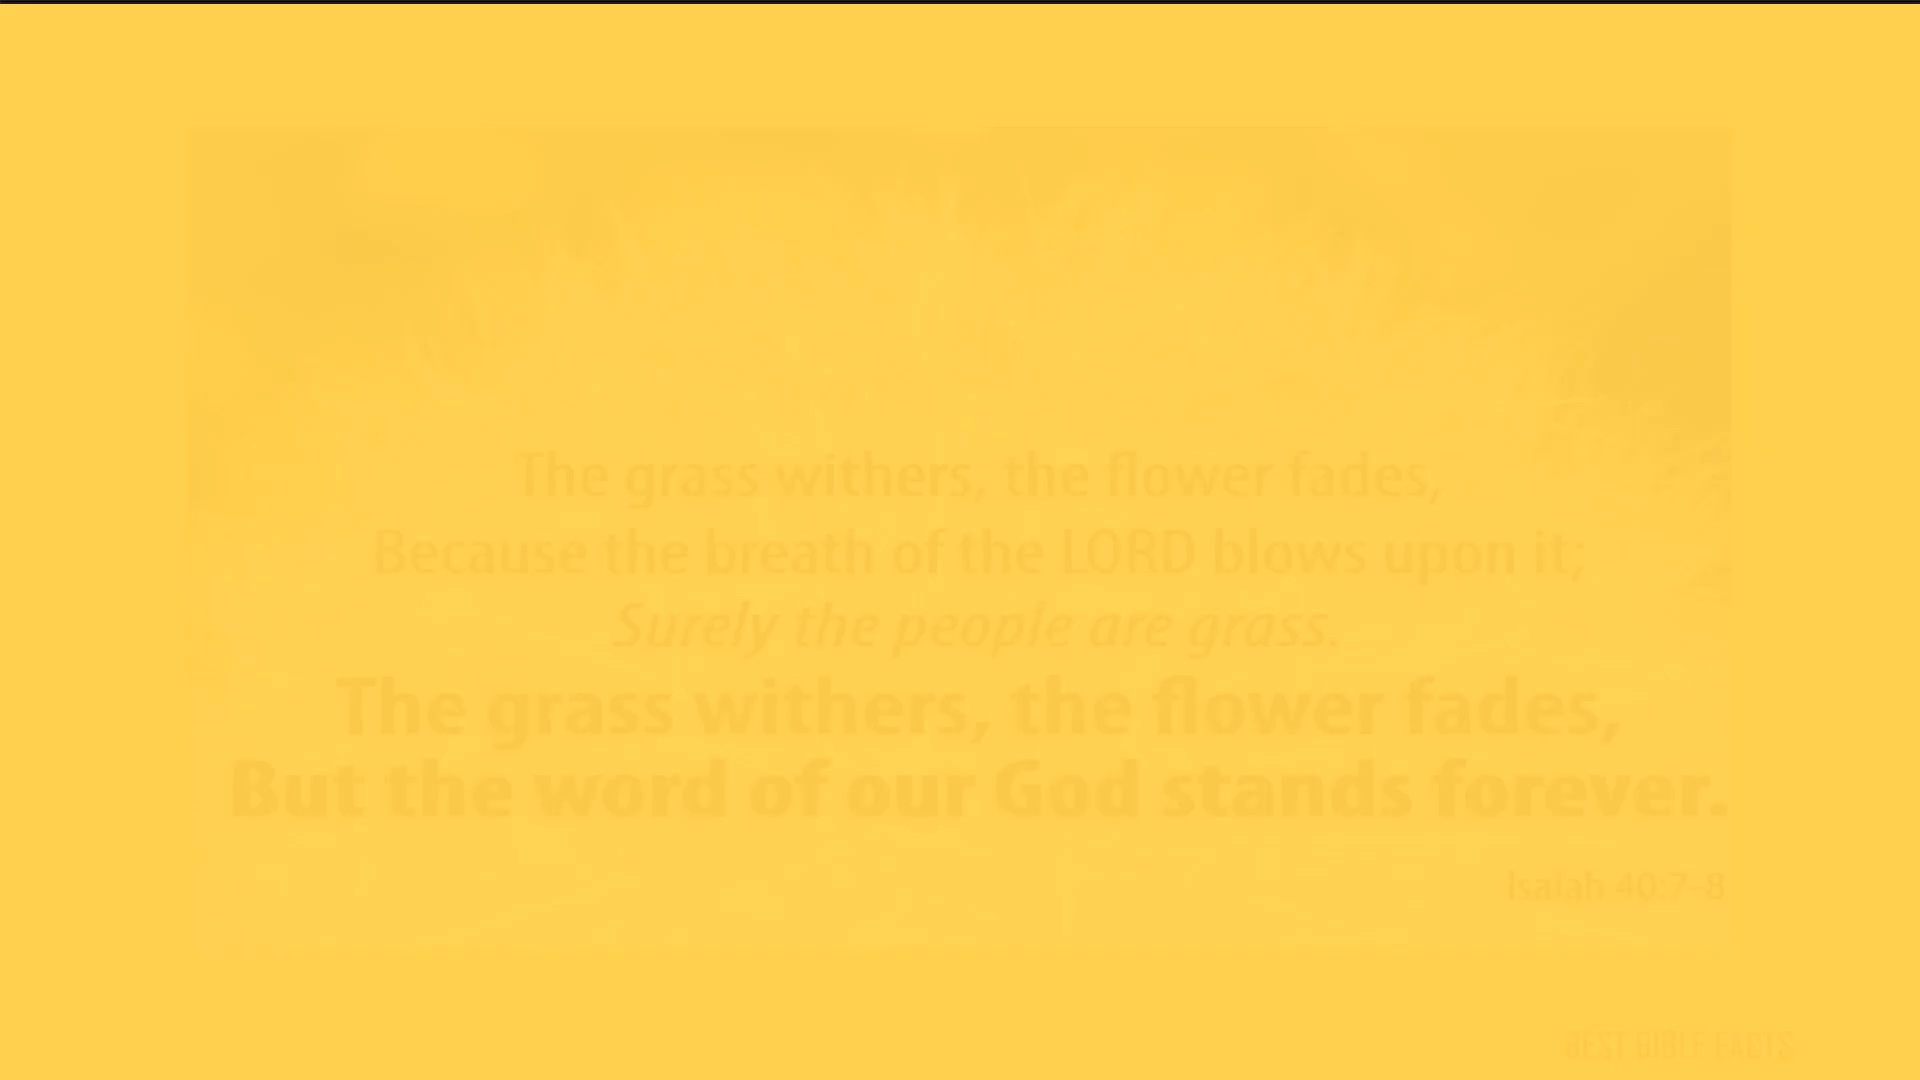 The grass withers, the flower fades,
Because the breath of the LORD blows upon it;
Surely the people are grass.
The grass withers, the flower fades,
But the word of our God stands forever.
Isaiah 40:7-8
BEST BIBLE FACTS